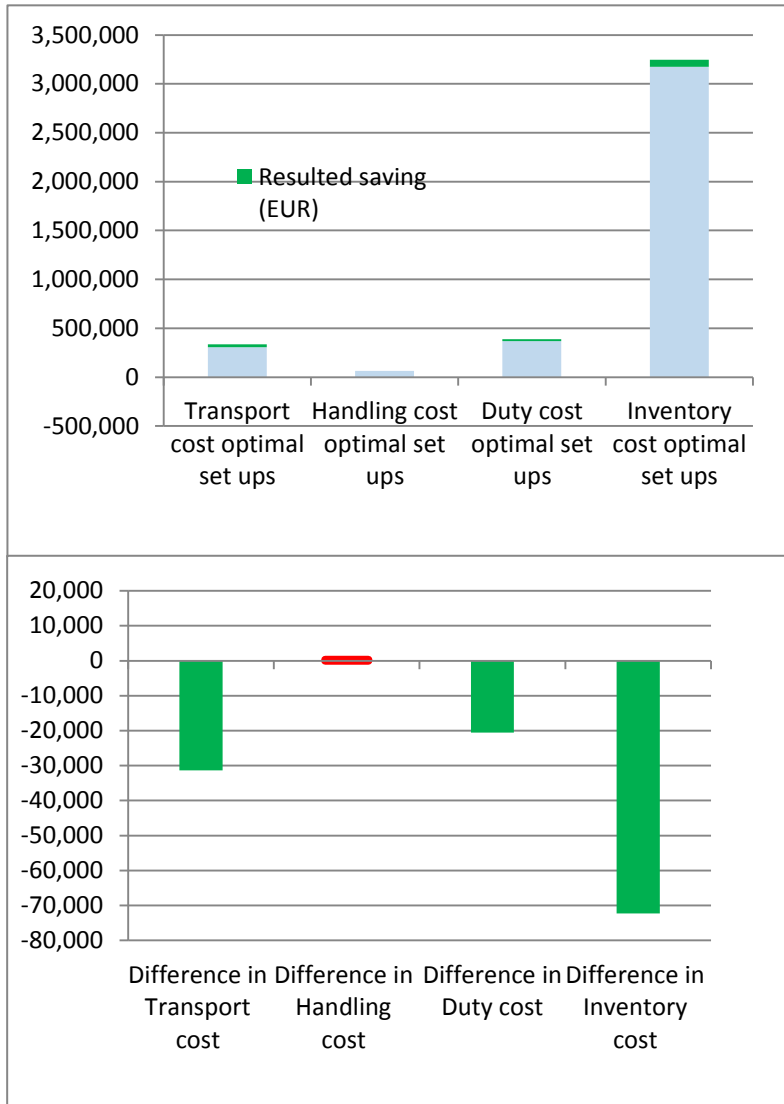 3,500,000
3,000,000
2,500,000
2,000,000
1,500,000
1,000,000
500,000
0
-500,000
Resulted saving
(EUR)
Transport
cost optimal
set ups
Handling cost
optimal set
ups
Duty cost
optimal set
ups
Inventory
cost optimal
set ups
20,000
10,000
0
-10,000
-20,000
-30,000
-40,000
-50,000
-60,000
-70,000
-80,000
Difference in
Transport
cost
Difference in
Handling
cost
Difference in
Duty cost
Difference in
Inventory
cost